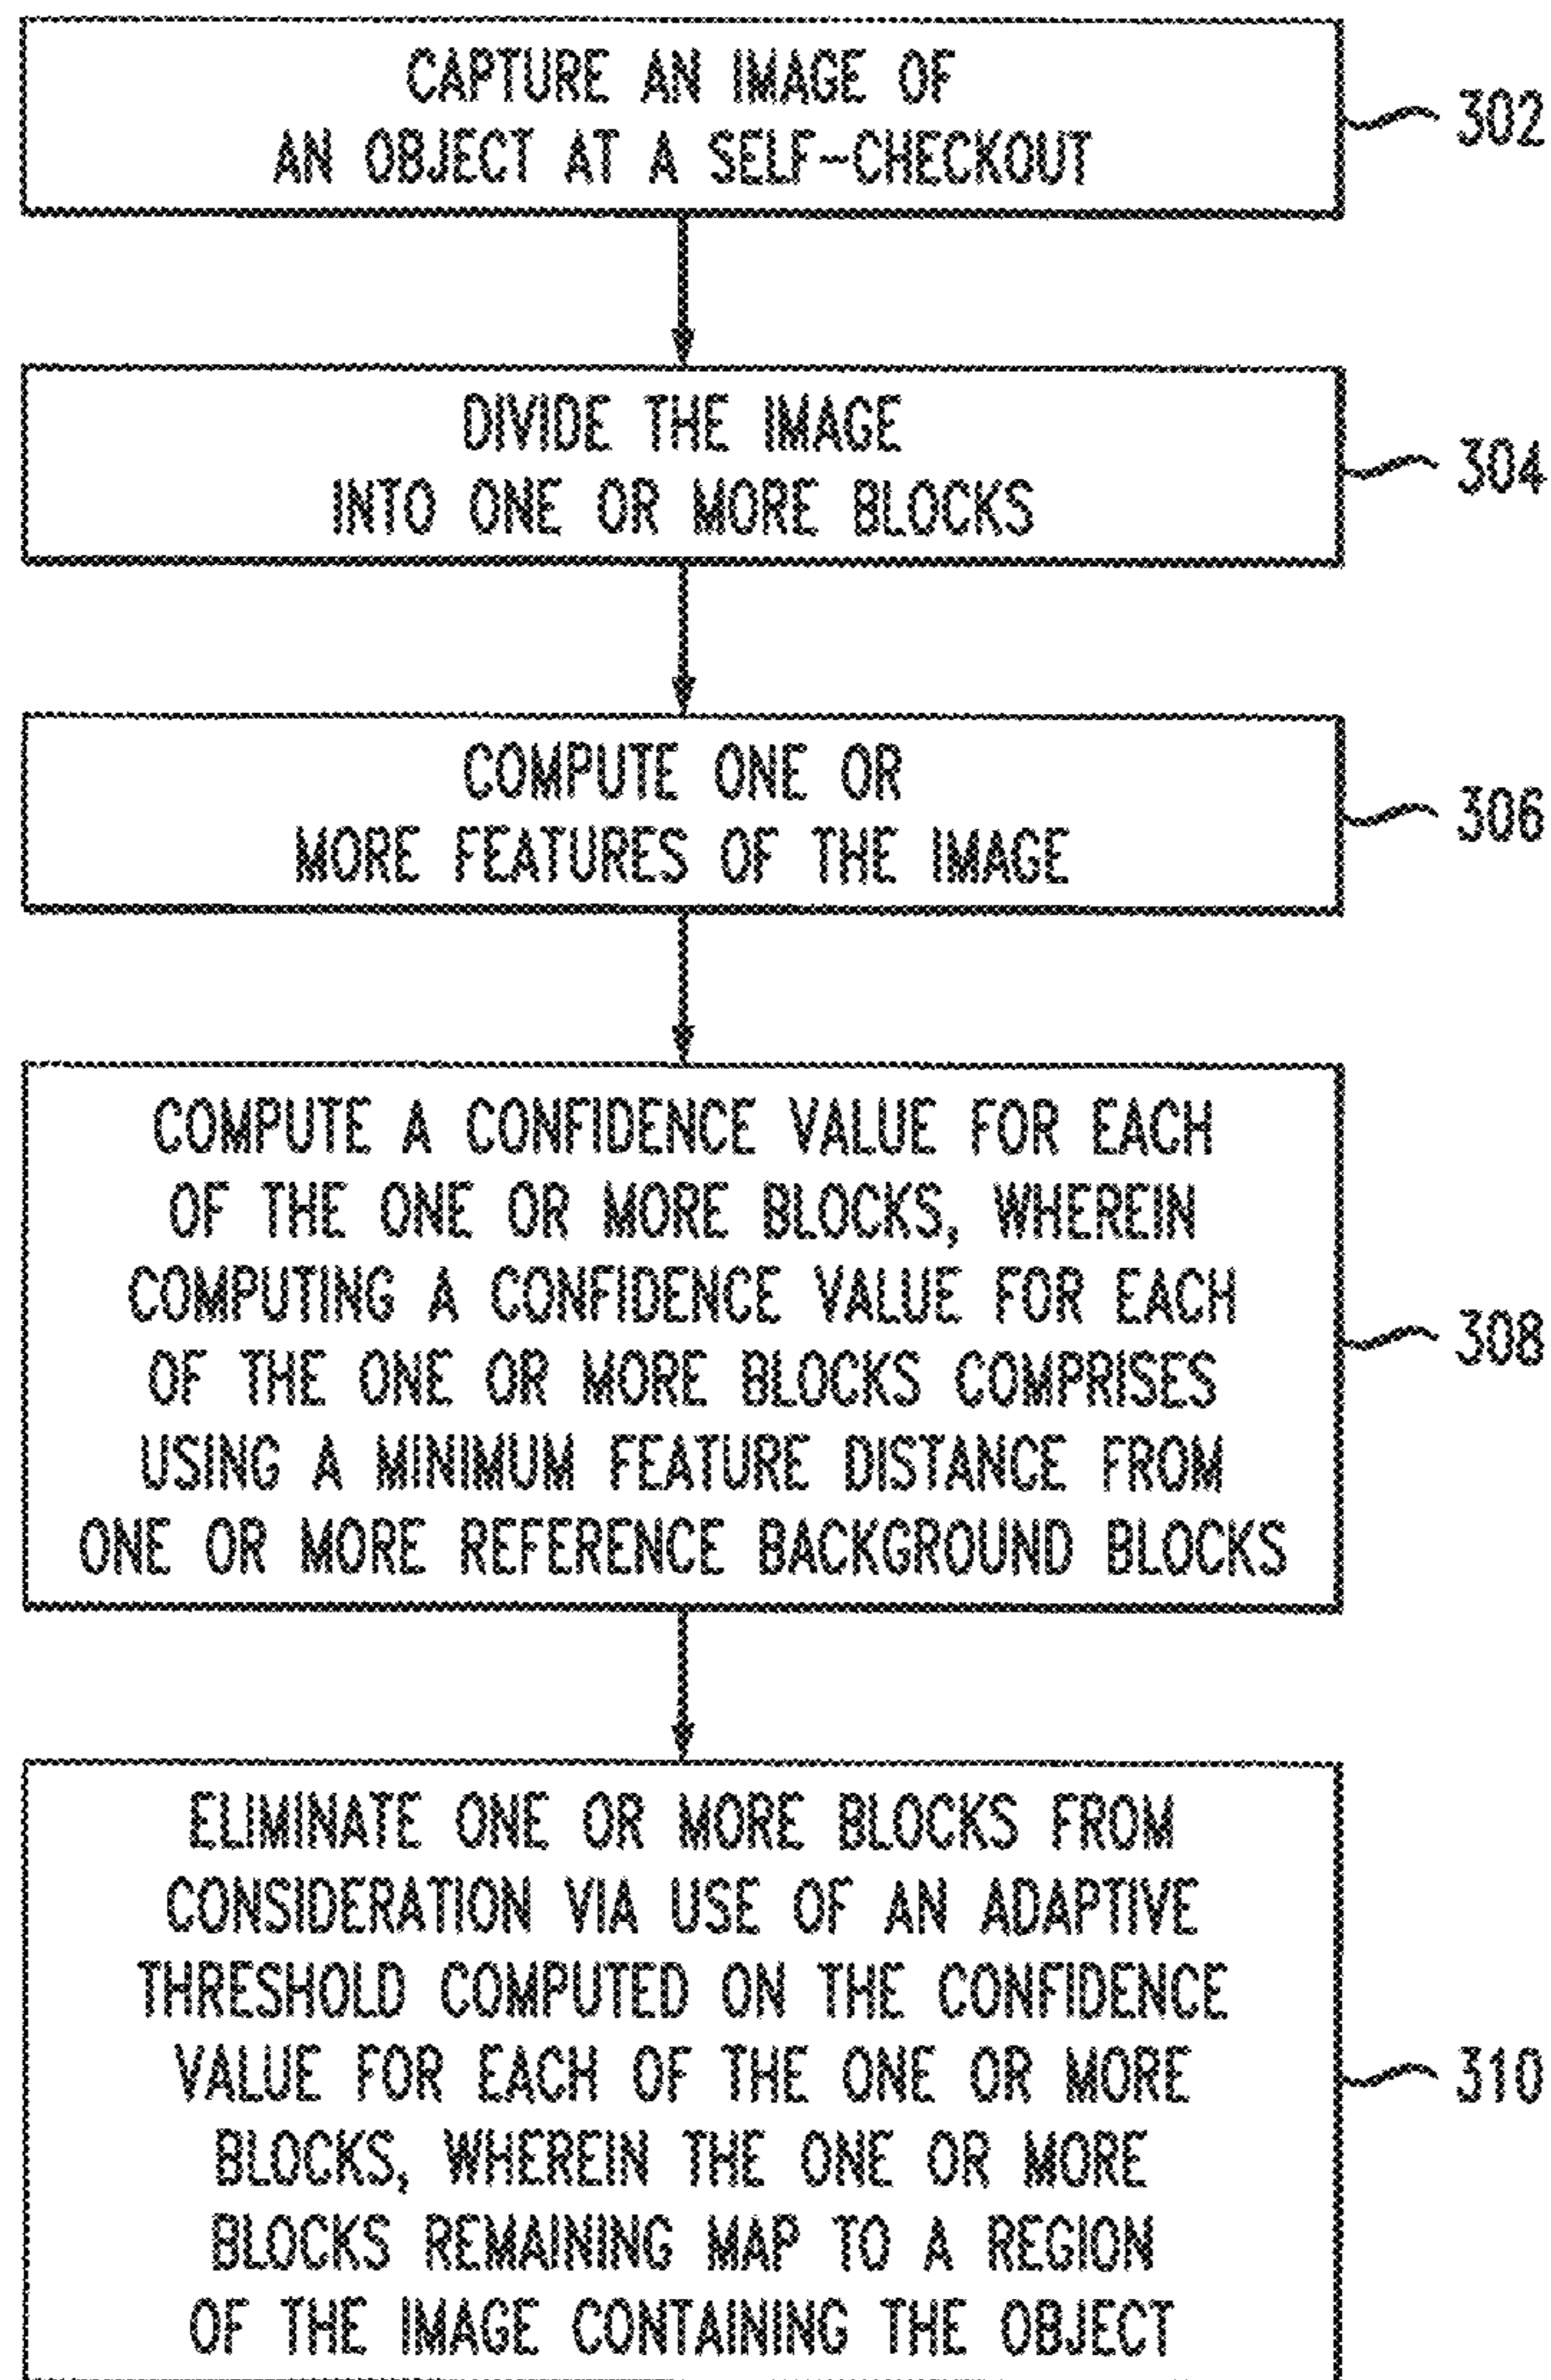 CAPTURE AN IMAGE OF
AN OBJECT AT A SELF-CHECKOUT
302
DIVIDE THE IMAGE
INTO ONE OR MORE BLOCKS
304
COMPUTE ONE OR
MORE FEATURES OF THE IMAGE
306
COMPUTE A CONFIDENCE VALUE FOR EACH
OF THE ONE OR MORE BLOCKS, WHEREIN
COMPUTING A CONFIDENCE VALUE FOR EACH
OF THE ONE OR MORE BLOCKS COMPRISES
USING A MINIMUM FEATURE DISTANCE FROM
ONE OR MORE REFERENCE BACKGROUND BLOCKS
308
ELIMINATE ONE OR MORE BLOCKS FROM
CONSIDERATION VIA USE OF AN ADAPTIVE
THRESHOLD COMPUTED ON THE CONFIDENCE
VALUE FOR EACH OF THE ONE OR MORE
BLOCKS, WHEREIN THE ONE OR MORE
BLOCKS REMAINING MAP TO A REGION
OF THE IMAGE CONTAINING THE OBJECT
310